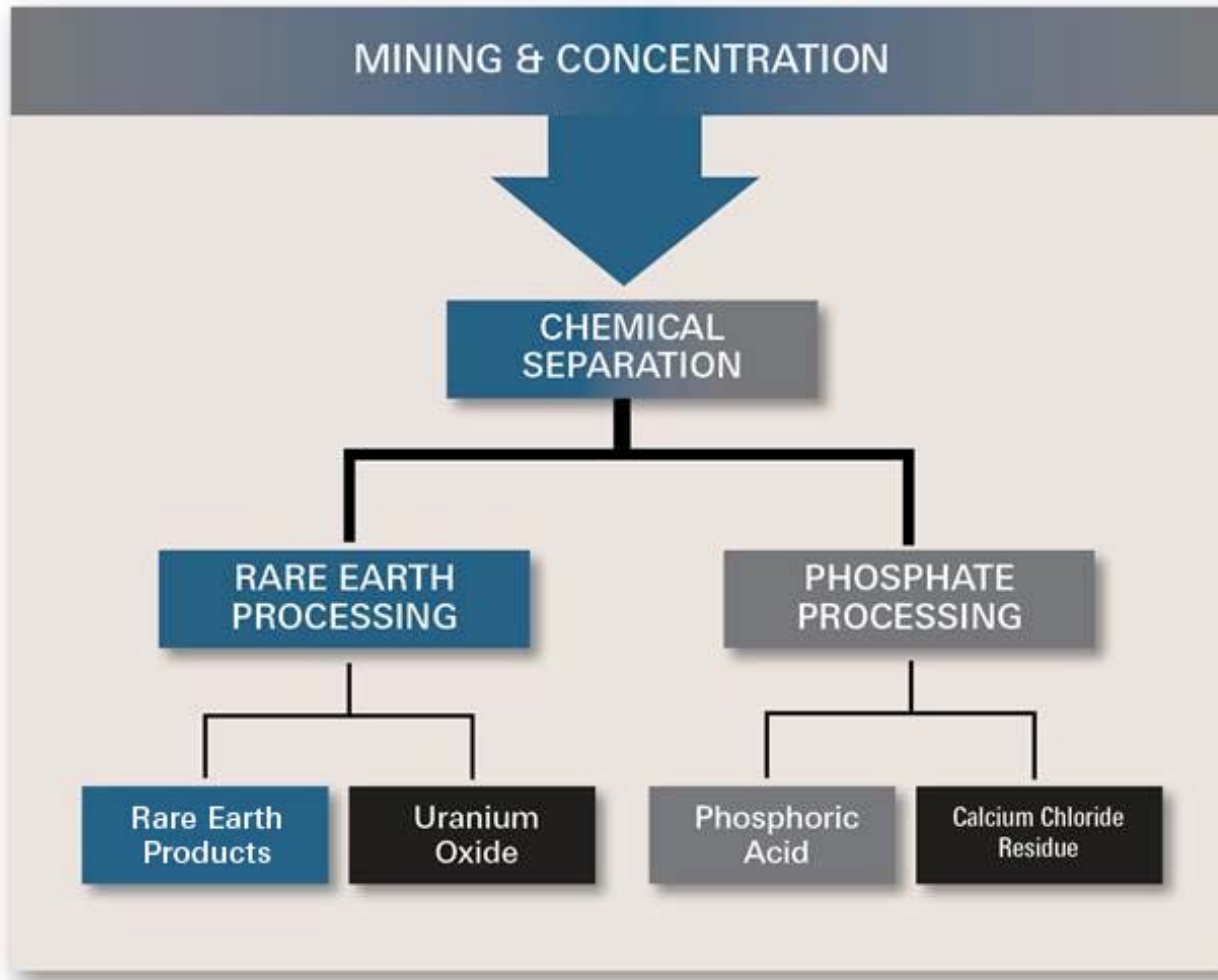 MINING & CONCENTRATION
CHEMICAL
SEPARATION
RARE EARTH
PROCESSING
PHOSPHATE
PROCESSING
Rare Earth
Products
Uranium
Oxide
Phosphoric
Acid
Calcium Chloride
Residue